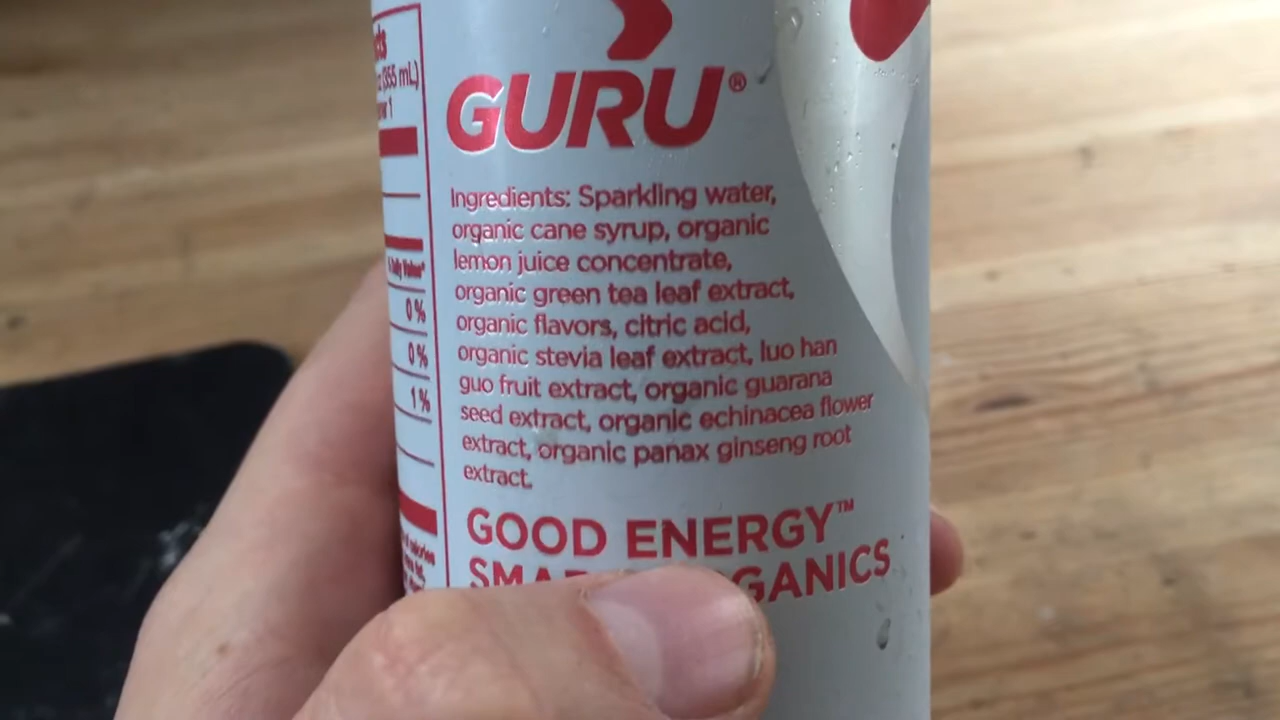 (355 mL)
GURU®
Ingredients: Sparkling water,
organic cane syrup, organic
lemon juice concentrate,
organic green tea leaf extract,
organic flavors, citric acid,
organic stevia leaf extract, luo han
guo fruit extract, organic guarana
seed extract, organic echinacea flower
extract, organic panax ginseng root
extract.
GOOD ENERGY™
0%
0%
1%